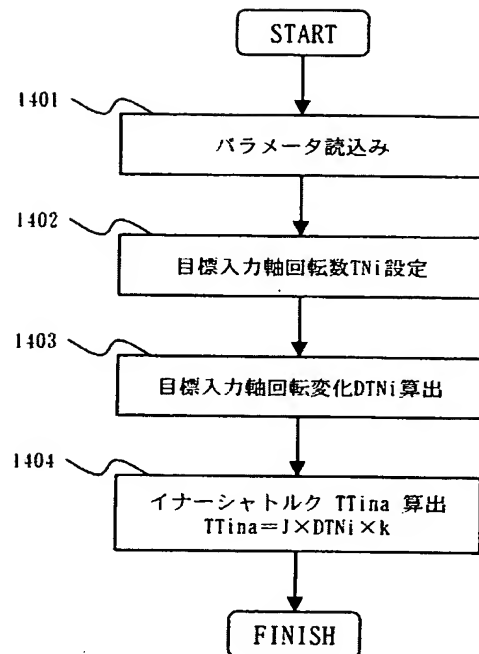 START
1401
パラメータ読込み
1402
目標入力軸回転数TNi設定
1403
目標入力軸回転変化DTNi算出
1404
イナーシャトルク TTina 算出
TTina=J×DTNi×k
FINISH